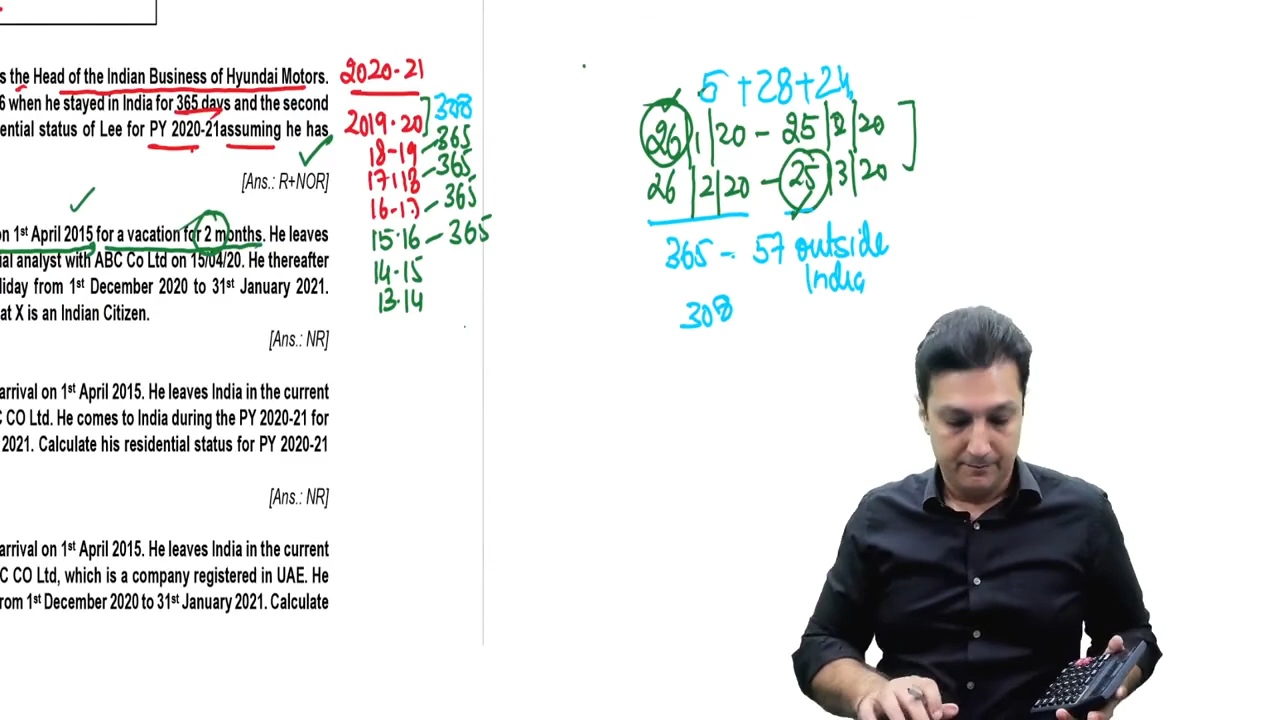 s the Head of the Indian Business of Hyundai Motors.
6 when he stayed in India for 365 days and the second
ential status of Lee for PY 2020-21assuming he has
[Ans.: R+NOR]
on 1st April 2015 for a vacation for 2 months. He leaves
ial analyst with ABC Co Ltd on 15/04/20. He thereafter
liday from 1st December 2020 to 31st January 2021.
at X is an Indian Citizen.
[Ans.: NR]
arrival on 1st April 2015. He leaves India in the current
C CO Ltd. He comes to India during the PY 2020-21 for
2021. Calculate his residential status for PY 2020-21
[Ans.: NR]
arrival on 1st April 2015. He leaves India in the current
C CO Ltd, which is a company registered in UAE. He
rom 1st December 2020 to 31st January 2021. Calculate
2020-21
2019-20] 308
18-19 - 365
17-18 - 365
16-17 - 365
15-16 - 365
14-15
13-14
5+28+24
26|1|20 - 25|2|20
26|2|20 - 25|3|20
365 - 57 outside
India
308